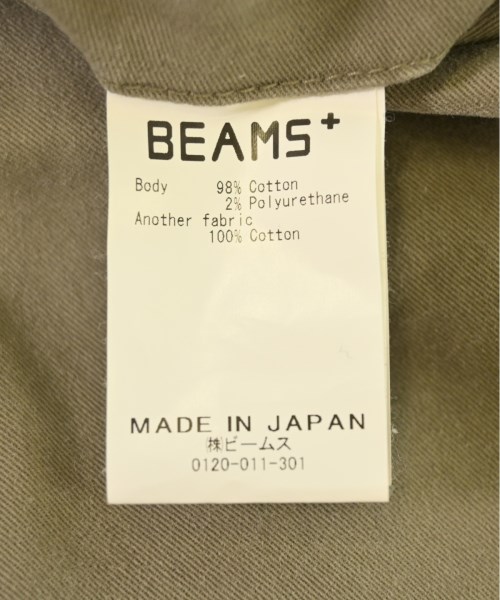 BEAMS+
Body 98% Cotton
2% Polyurethane
Another fabric
100% Cotton
MADE IN JAPAN
㈱ビームス
0120-011-301